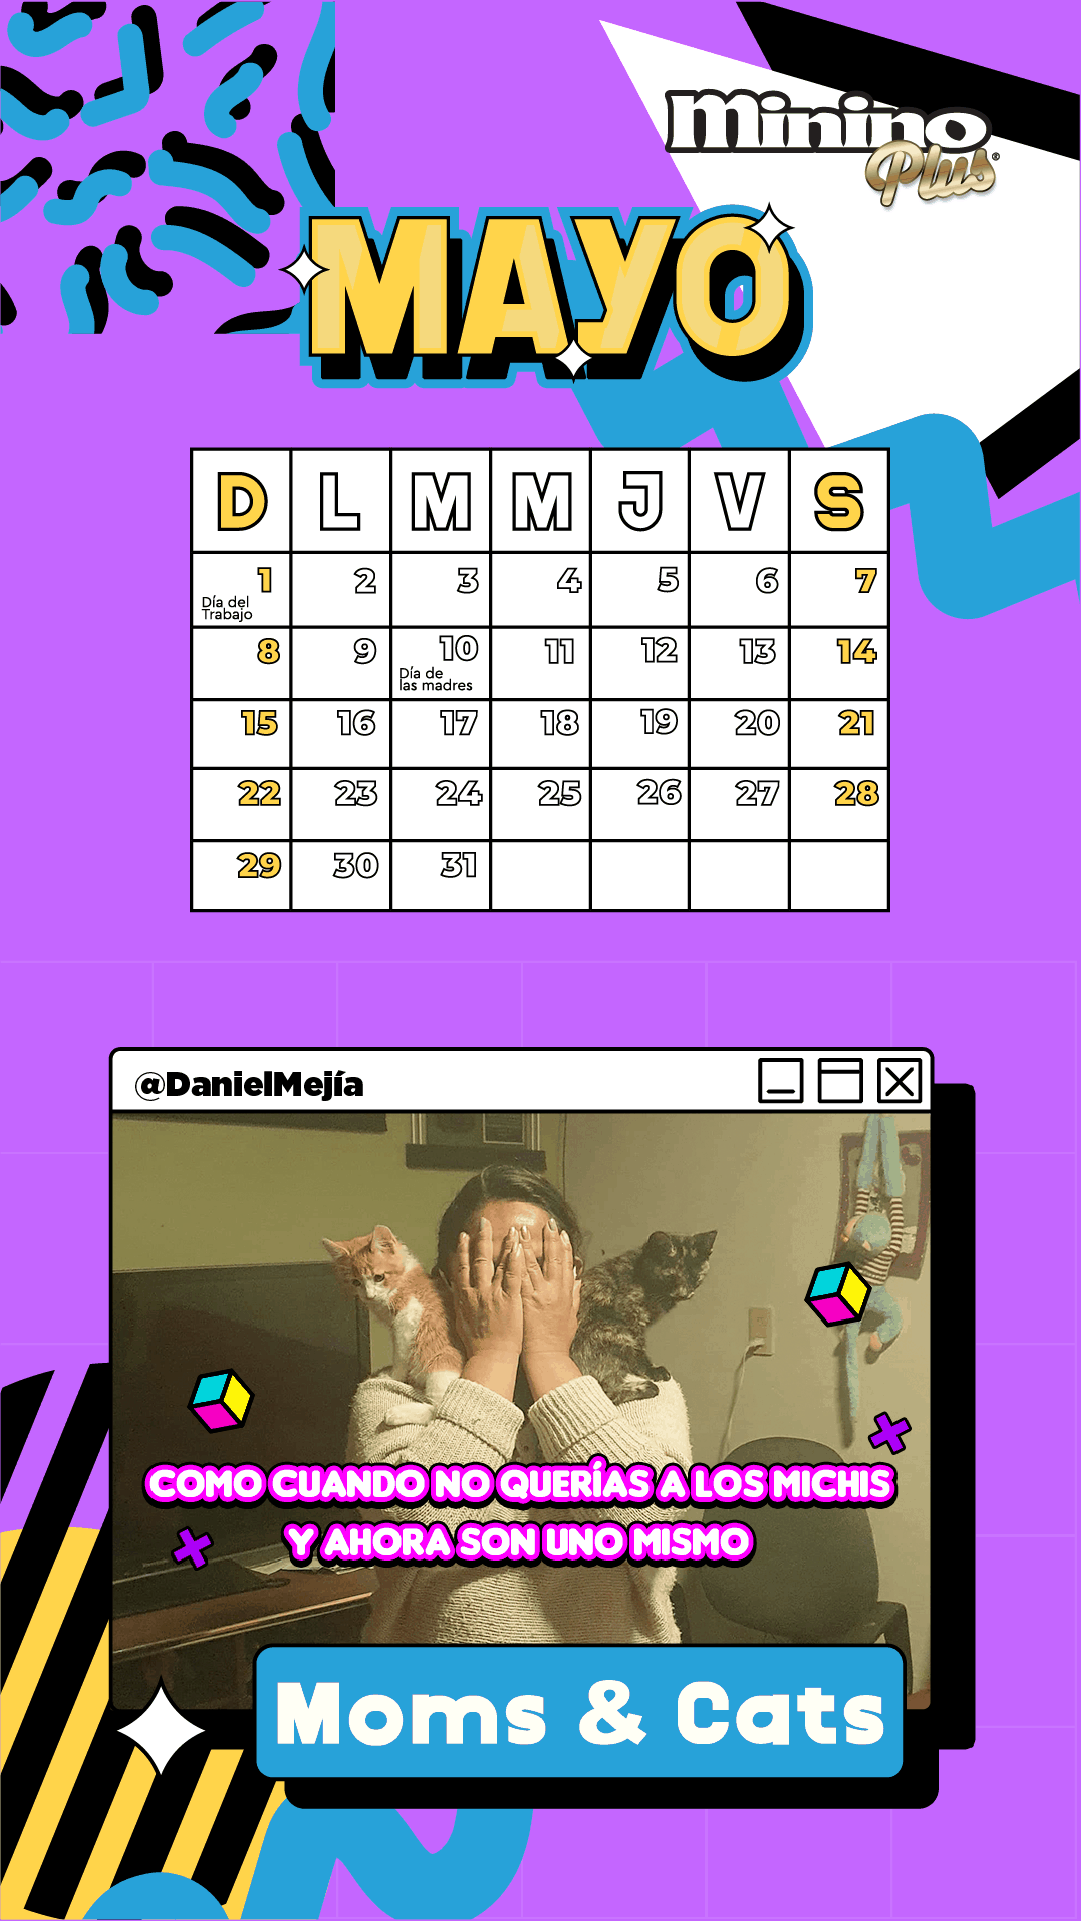 Minino
Plus®
MAYO
D L M M J V S
1 2 3 4 5 6 7
Día del
Trabajo
8 9 10 11 12 13 14
Día de
las madres
15 16 17 18 19 20 21
22 23 24 25 26 27 28
29 30 31
@DanielMejía
COMO CUANDO NO QUERÍAS A LOS MICHIS
Y AHORA SON UNO MISMO
Moms & Cats